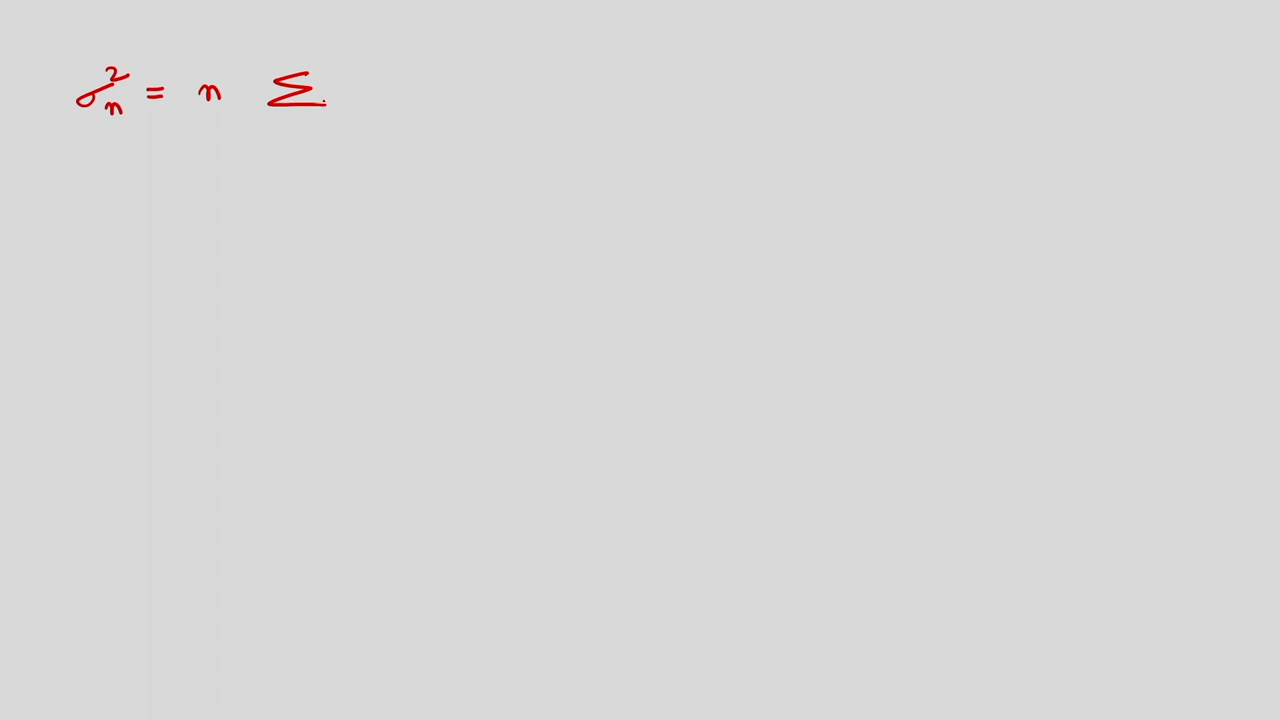 σ²ₙ = n Σ